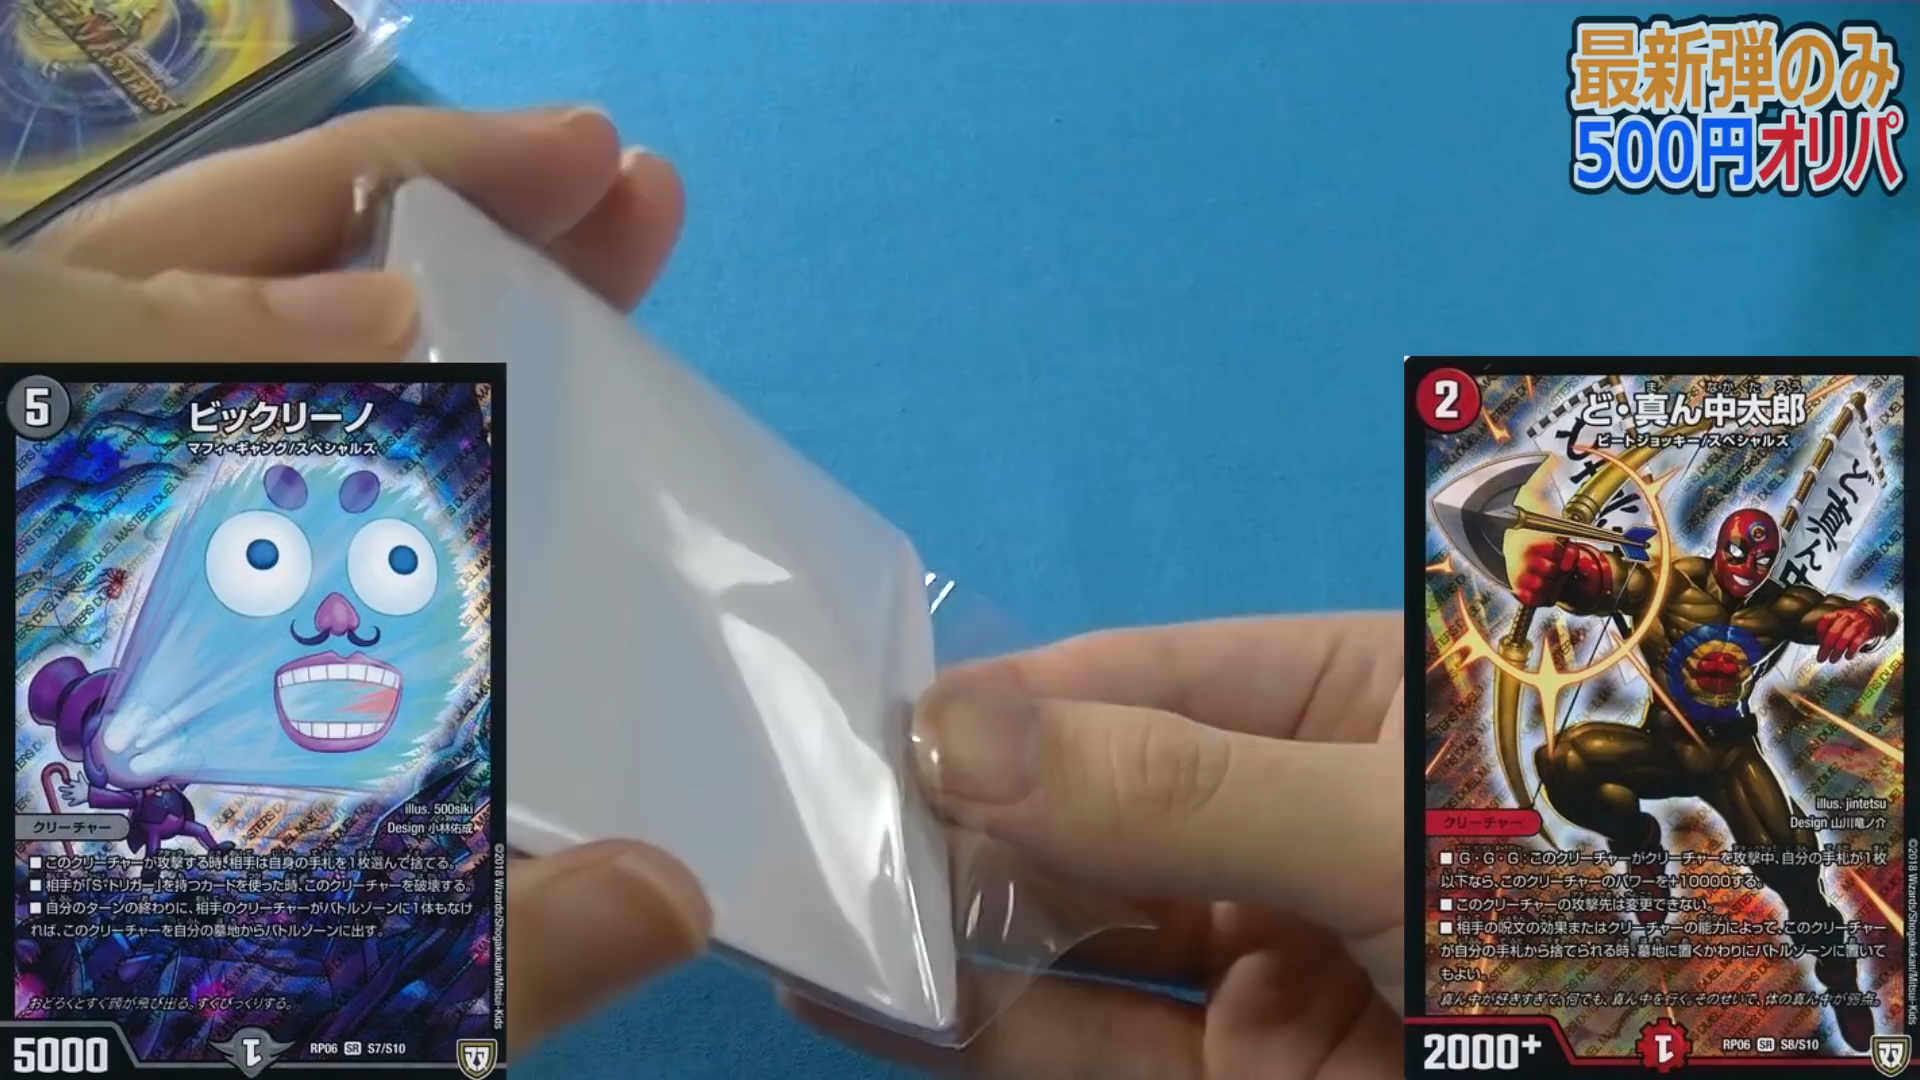 最新弾のみ
500円オリパ
MASTERS
5
ビックリーノ
マフィ・ギャング/スペシャルズ
illus. 500siki
Design 小林佑成
クリーチャー
■このクリーチャーが攻撃する時、相手は自身の手札を1枚選んで捨てる。
■相手が「S・トリガー」を持つカードを使った時、このクリーチャーを破壊する。
■自分のターンの終わりに、相手のクリーチャーがバトルゾーンに1体もなけ
れば、このクリーチャーを自分の墓地からバトルゾーンに出す。
おどろくとすぐ顔が飛び出る。すぐびっくりする。
5000
1
RP06 SR S7/S10
©2018 Wizards/Shogakukan/Mitsui-Kids
2
ど・真ん中太郎
ビートジョッキー/スペシャルズ
illus. jintetsu
Design 山川竜ノ介
クリーチャー
■G・G・G:このクリーチャーがクリーチャーを攻撃中、自分の手札が1枚
以下なら、このクリーチャーのパワーを+10000する。
■このクリーチャーの攻撃先は変更できない。
■相手の呪文の効果またはクリーチャーの能力によって、このクリーチャー
が自分の手札から捨てられる時、墓地に置くかわりにバトルゾーンに置いて
もよい。
真ん中が好きすぎて、何でも、真ん中を行く。そのせいで、体の真ん中が弱点。
2000+
1
RP06 SR S8/S10
©2018 Wizards/Shogakukan/Mitsui-Kids